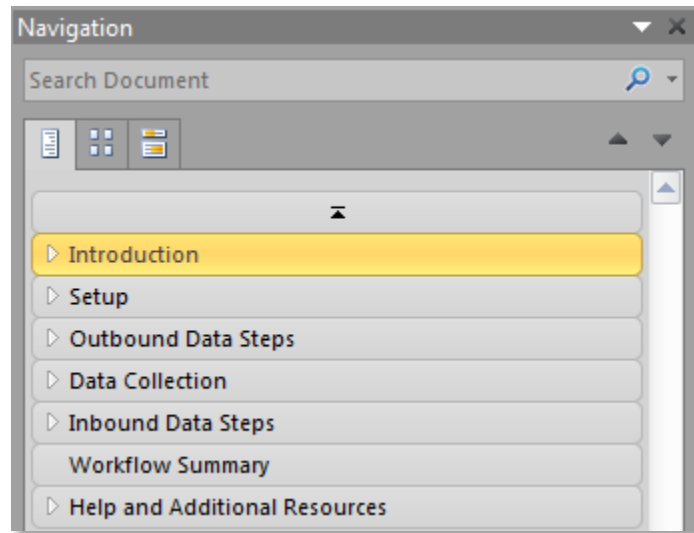 Navigation
Search Document
Introduction
Setup
Outbound Data Steps
Data Collection
Inbound Data Steps
Workflow Summary
Help and Additional Resources